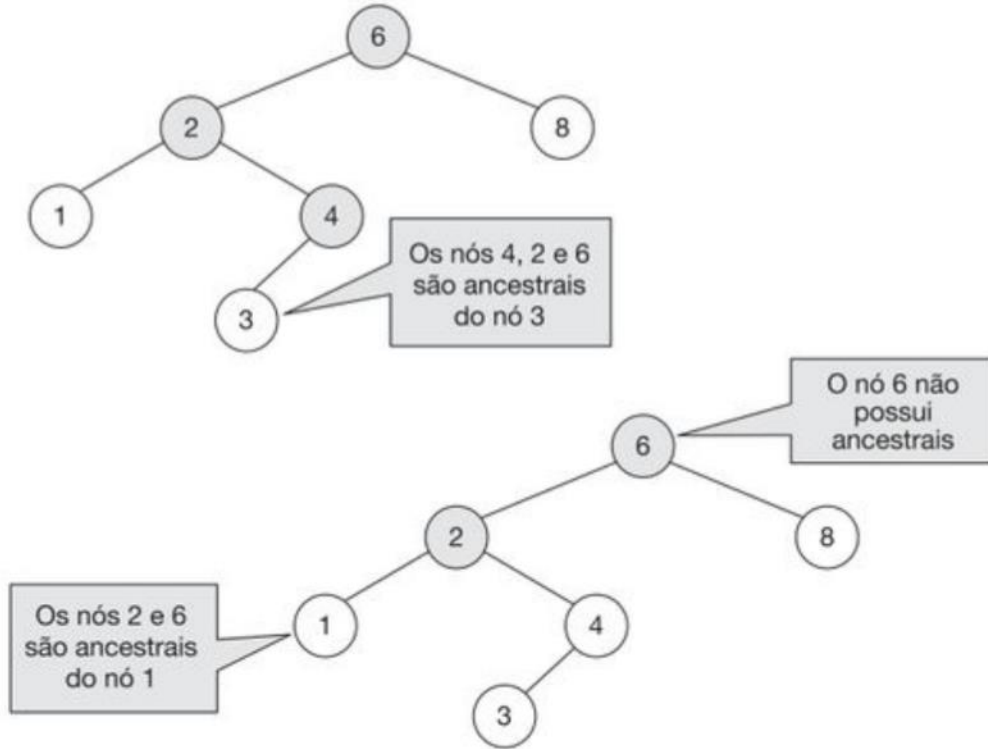 6
2
8
1
4
Os nós 4, 2 e 6
são ancestrais
do nó 3
3
O nó 6 não
possui
ancestrais
6
2
8
Os nós 2 e 6
são ancestrais
do nó 1
1
4
3